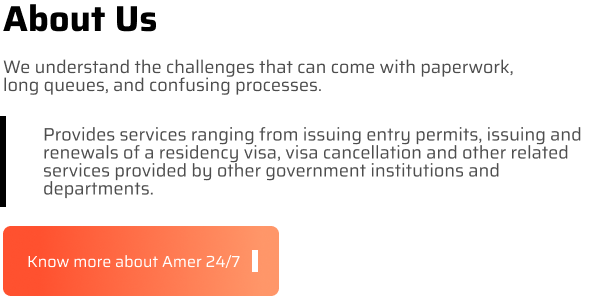 About Us
We understand the challenges that can come with paperwork,
long queues, and confusing processes.
Provides services ranging from issuing entry permits, issuing and
renewals of a residency visa, visa cancellation and other related
services provided by other government institutions and
departments.
Know more about Amer 24/7